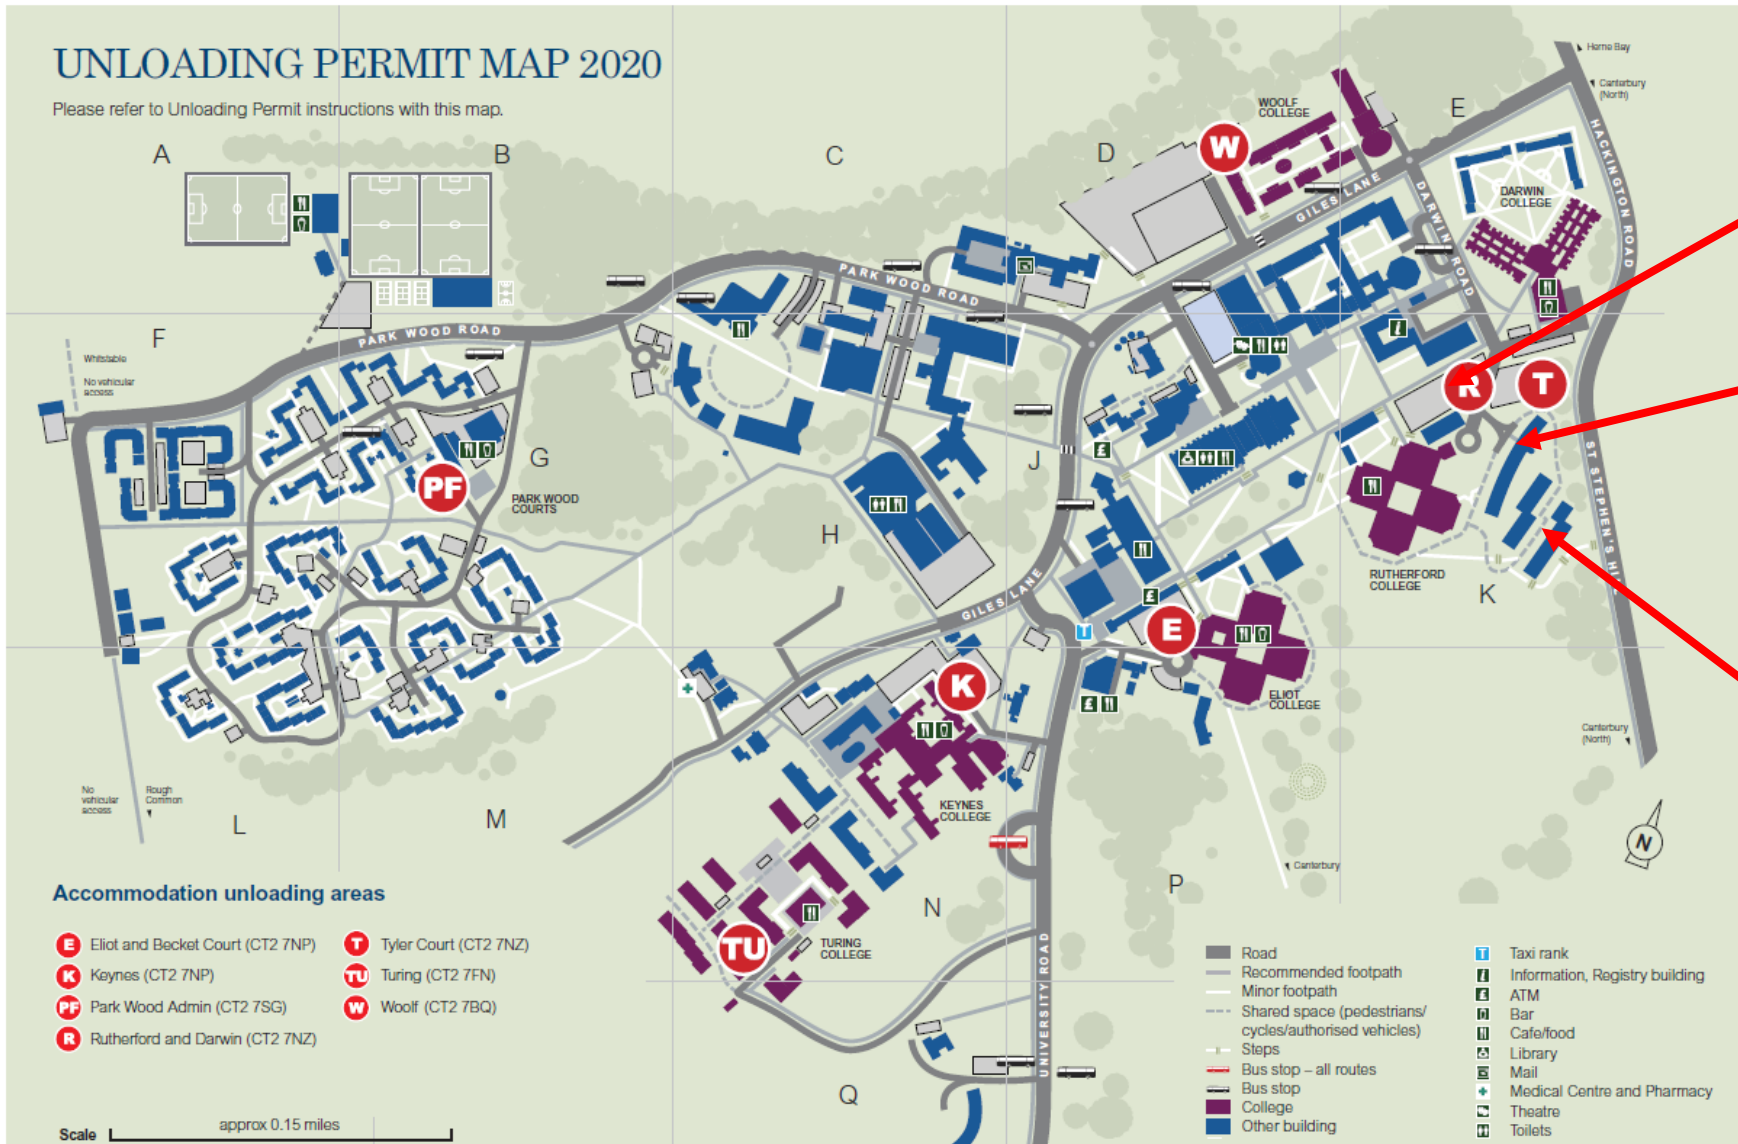 UNLOADING PERMIT MAP 2020
Please refer to Unloading Permit instructions with this map.
A
B
C
D
E
Herne Bay
Canterbury
(North)
HACKINGTON ROAD
WOOLF
COLLEGE
W
GILES LANE
DARWIN ROAD
DARWIN
COLLEGE
PARK WOOD ROAD
PARK WOOD ROAD
F
Whitstable
No vehicular
access
G
PF
PARK WOOD
COURTS
H
J
£
i
R
T
ST STEPHEN'S HI
RUTHERFORD
COLLEGE
K
GILES LANE
£
T
E
£
ELIOT
COLLEGE
K
Canterbury
(North)
No
vehicular
access
Rough
Common
L
M
KEYNES
COLLEGE
N
P
Canterbury
N
TU
TURING
COLLEGE
UNIVERSITY ROAD
Q
Accommodation unloading areas
E Eliot and Becket Court (CT2 7NP)
K Keynes (CT2 7NP)
PF Park Wood Admin (CT2 7SG)
R Rutherford and Darwin (CT2 7NZ)
T Tyler Court (CT2 7NZ)
TU Turing (CT2 7FN)
W Woolf (CT2 7BQ)
Scale
approx 0.15 miles
Road
Recommended footpath
Minor footpath
Shared space (pedestrians/
cycles/authorised vehicles)
Steps
Bus stop – all routes
Bus stop
College
Other building
T Taxi rank
i Information, Registry building
£ ATM
Bar
Cafe/food
Library
Mail
Medical Centre and Pharmacy
Theatre
Toilets